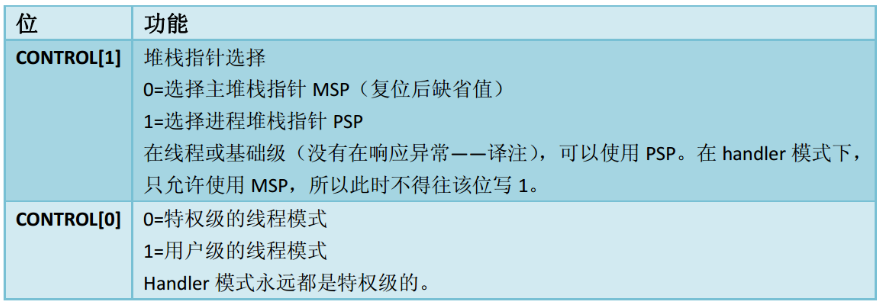 位 功能
CONTROL[1] 堆栈指针选择
0=选择主堆栈指针 MSP（复位后缺省值）
1=选择进程堆栈指针 PSP
在线程或基础级（没有在响应异常——译注），可以使用 PSP。在 handler 模式下，
只允许使用 MSP，所以此时不得往该位写 1。
CONTROL[0] 0=特权级的线程模式
1=用户级的线程模式
Handler 模式永远都是特权级的。